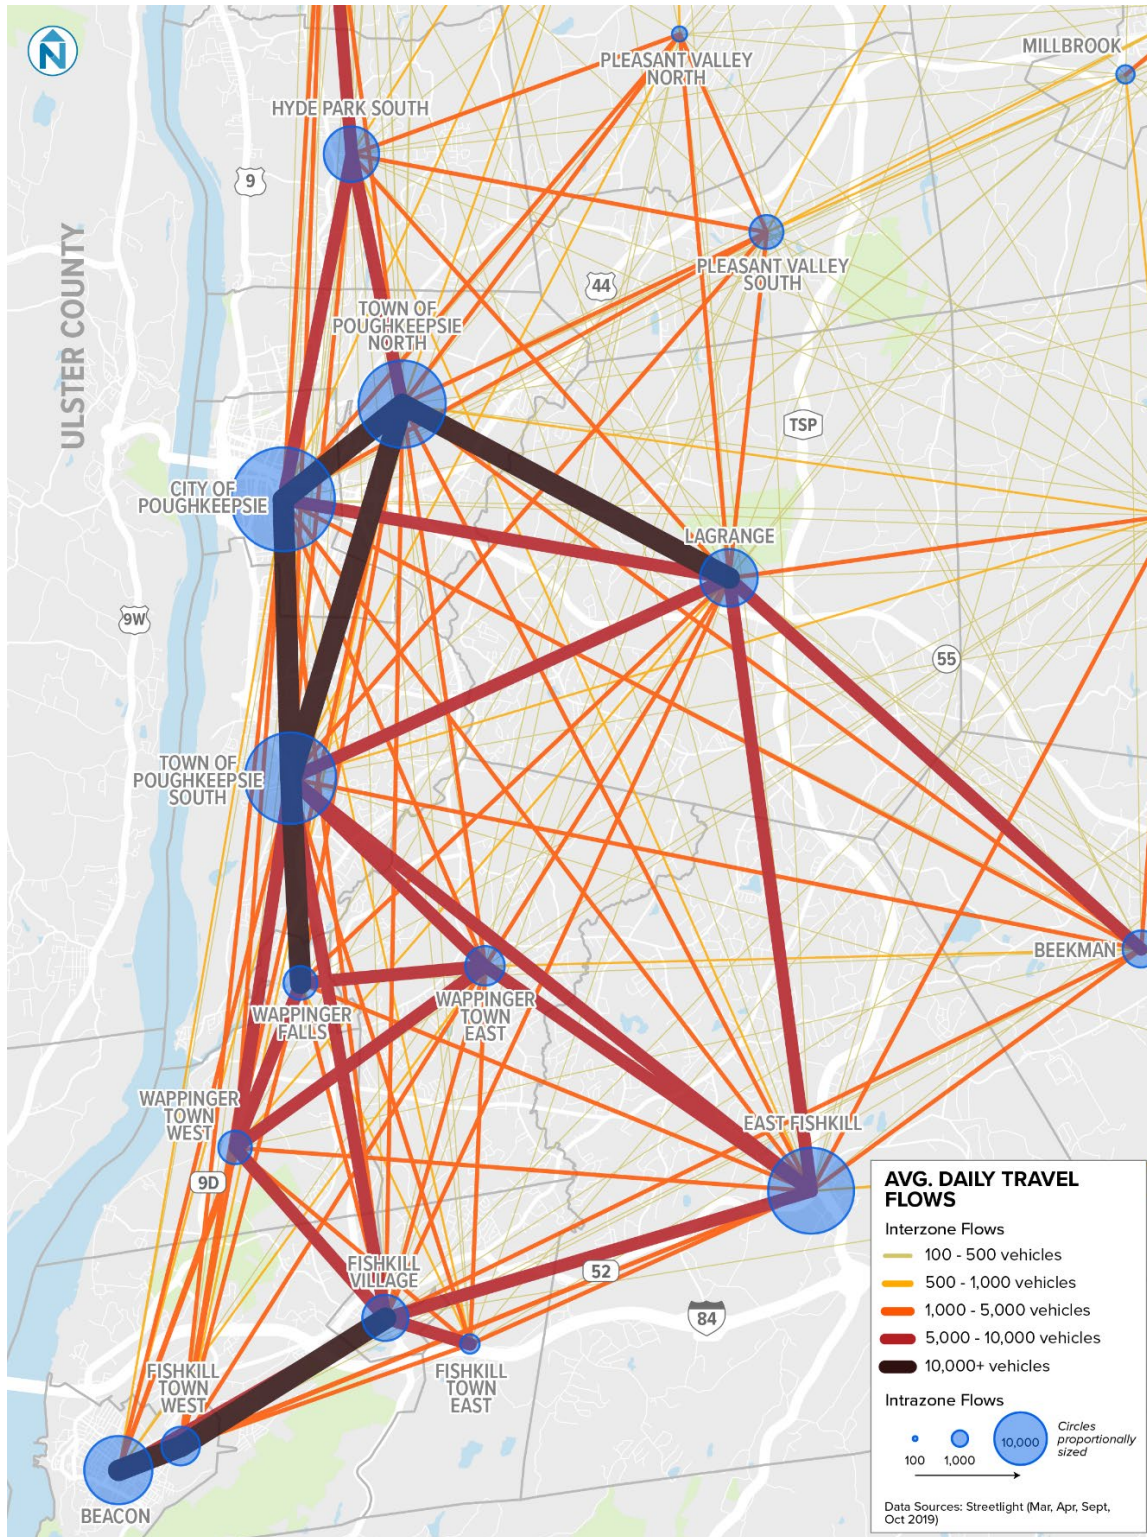 N
PLEASANT VALLEY
NORTH
MILLBROOK
HYDE PARK SOUTH
9
PLEASANT VALLEY
SOUTH
44
ULSTER COUNTY
TOWN OF
POUGHKEEPSIE
NORTH
TSP
CITY OF
POUGHKEEPSIE
LAGRANGE
9W
55
TOWN OF
POUGHKEEPSIE
SOUTH
BEEKMAN
WAPPINGER
FALLS
WAPPINGER
TOWN
EAST
WAPPINGER
TOWN
WEST
EAST FISHKILL
9D
FISHKILL
VILLAGE
52
84
FISHKILL
TOWN
WEST
FISHKILL
TOWN
EAST
BEACON
AVG. DAILY TRAVEL
FLOWS
Interzone Flows
100 - 500 vehicles
500 - 1,000 vehicles
1,000 - 5,000 vehicles
5,000 - 10,000 vehicles
10,000+ vehicles
Intrazone Flows
100
1,000
10,000
Circles
proportionally
sized
Data Sources: Streetlight (Mar, Apr, Sept,
Oct 2019)